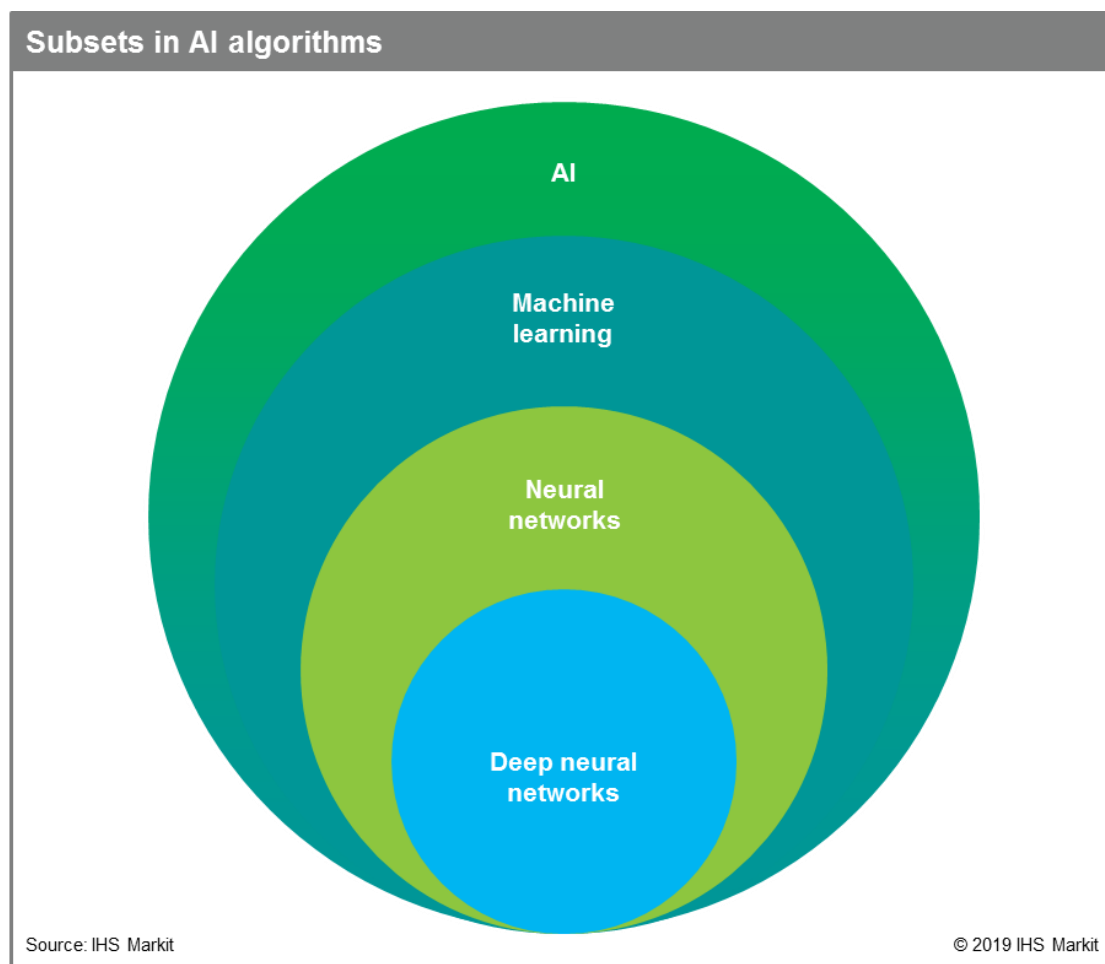 Subsets in AI algorithms
AI
Machine
learning
Neural
networks
Deep neural
networks
Source: IHS Markit
© 2019 IHS Markit